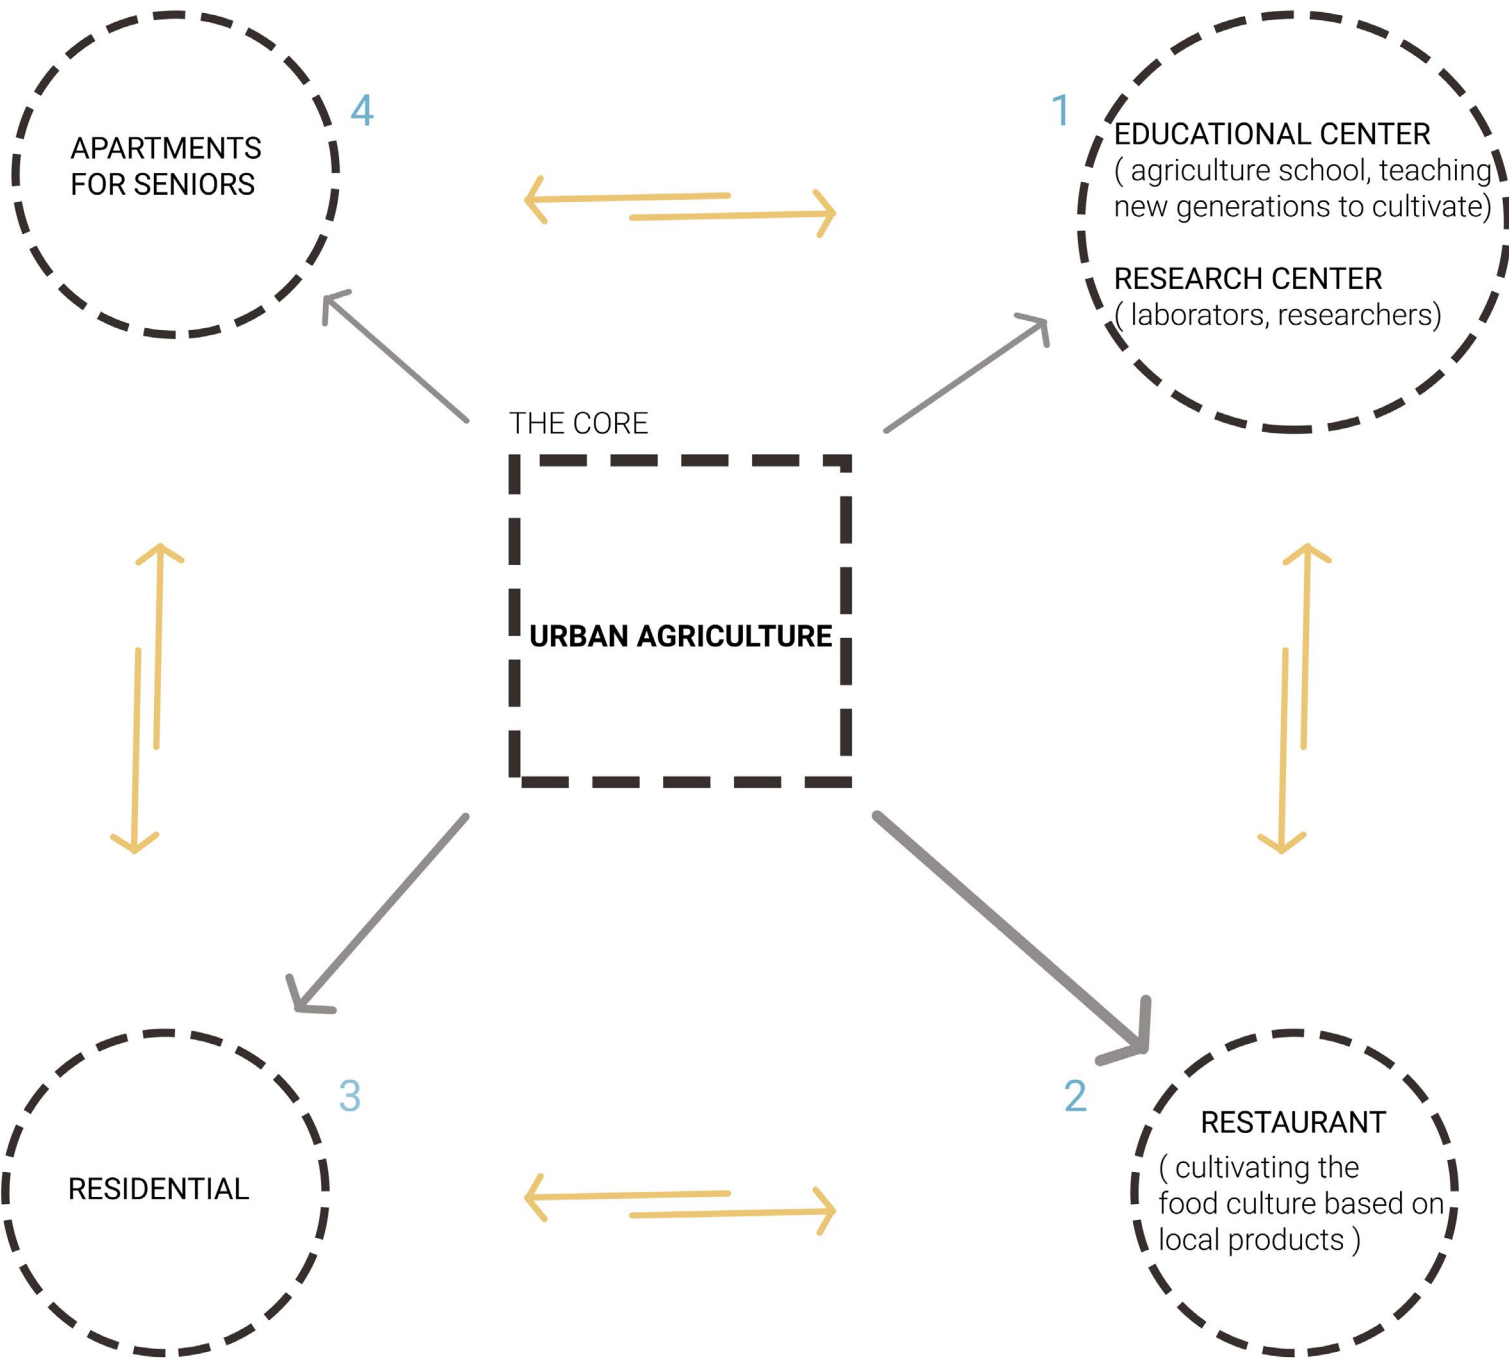 4
APARTMENTS
FOR SENIORS
1
EDUCATIONAL CENTER
( agriculture school, teaching
new generations to cultivate)
RESEARCH CENTER
( laborators, researchers)
THE CORE
URBAN AGRICULTURE
3
RESIDENTIAL
2
RESTAURANT
( cultivating the
food culture based on
local products )